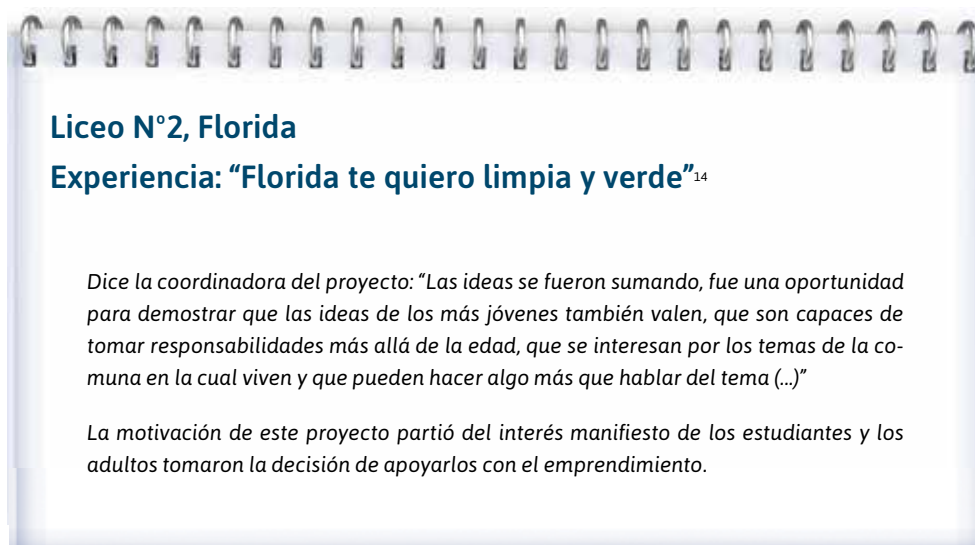 Liceo N°2, Florida
Experiencia: “Florida te quiero limpia y verde”14
Dice la coordinadora del proyecto: “Las ideas se fueron sumando, fue una oportunidad
para demostrar que las ideas de los más jóvenes también valen, que son capaces de
tomar responsabilidades más allá de la edad, que se interesan por los temas de la co-
muna en la cual viven y que pueden hacer algo más que hablar del tema (...)”
La motivación de este proyecto partió del interés manifiesto de los estudiantes y los
adultos tomaron la decisión de apoyarlos con el emprendimiento.